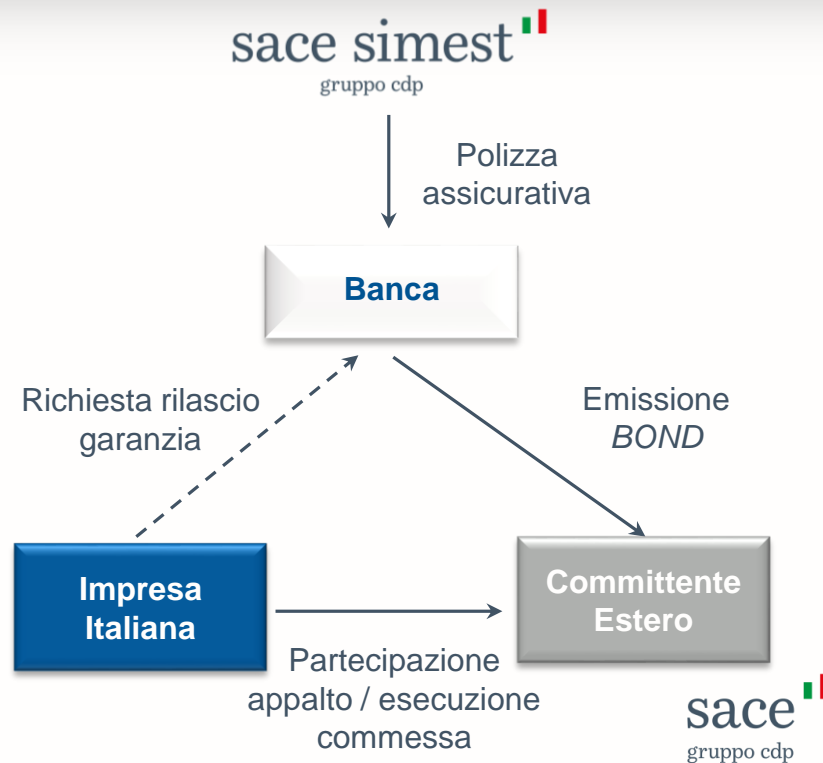 sace simest
gruppo cdp
Polizza
assicurativa
Banca
Richiesta rilascio
garanzia
Emissione
BOND
Impresa
Italiana
Committente
Estero
Partecipazione
appalto / esecuzione
commessa
sace
gruppo cdp